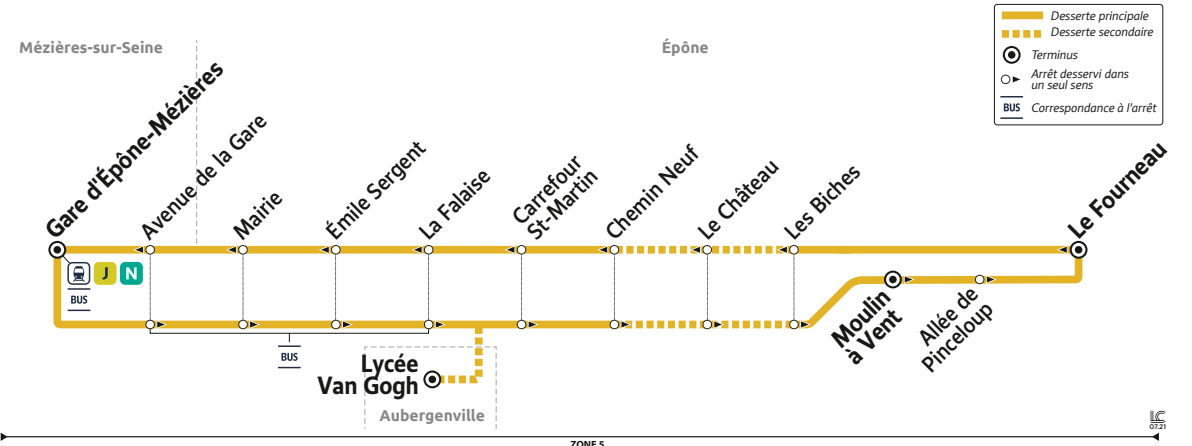 Desserte principale
Desserte secondaire
Terminus
Arrêt desservi dans
un seul sens
BUS Correspondance à l'arrêt
Mézières-sur-Seine
Épône
Gare d'Épône-Mézières
Avenue de la Gare
Mairie
Émile Sergent
La Falaise
Carrefour
St-Martin
Chemin Neuf
Le Château
Les Biches
Le Fourneau
J N
BUS
BUS
Moulin
à Vent
Allée de
Pinceloup
Lycée
Van Gogh
Aubergenville
LC
07.21
ZONE 5